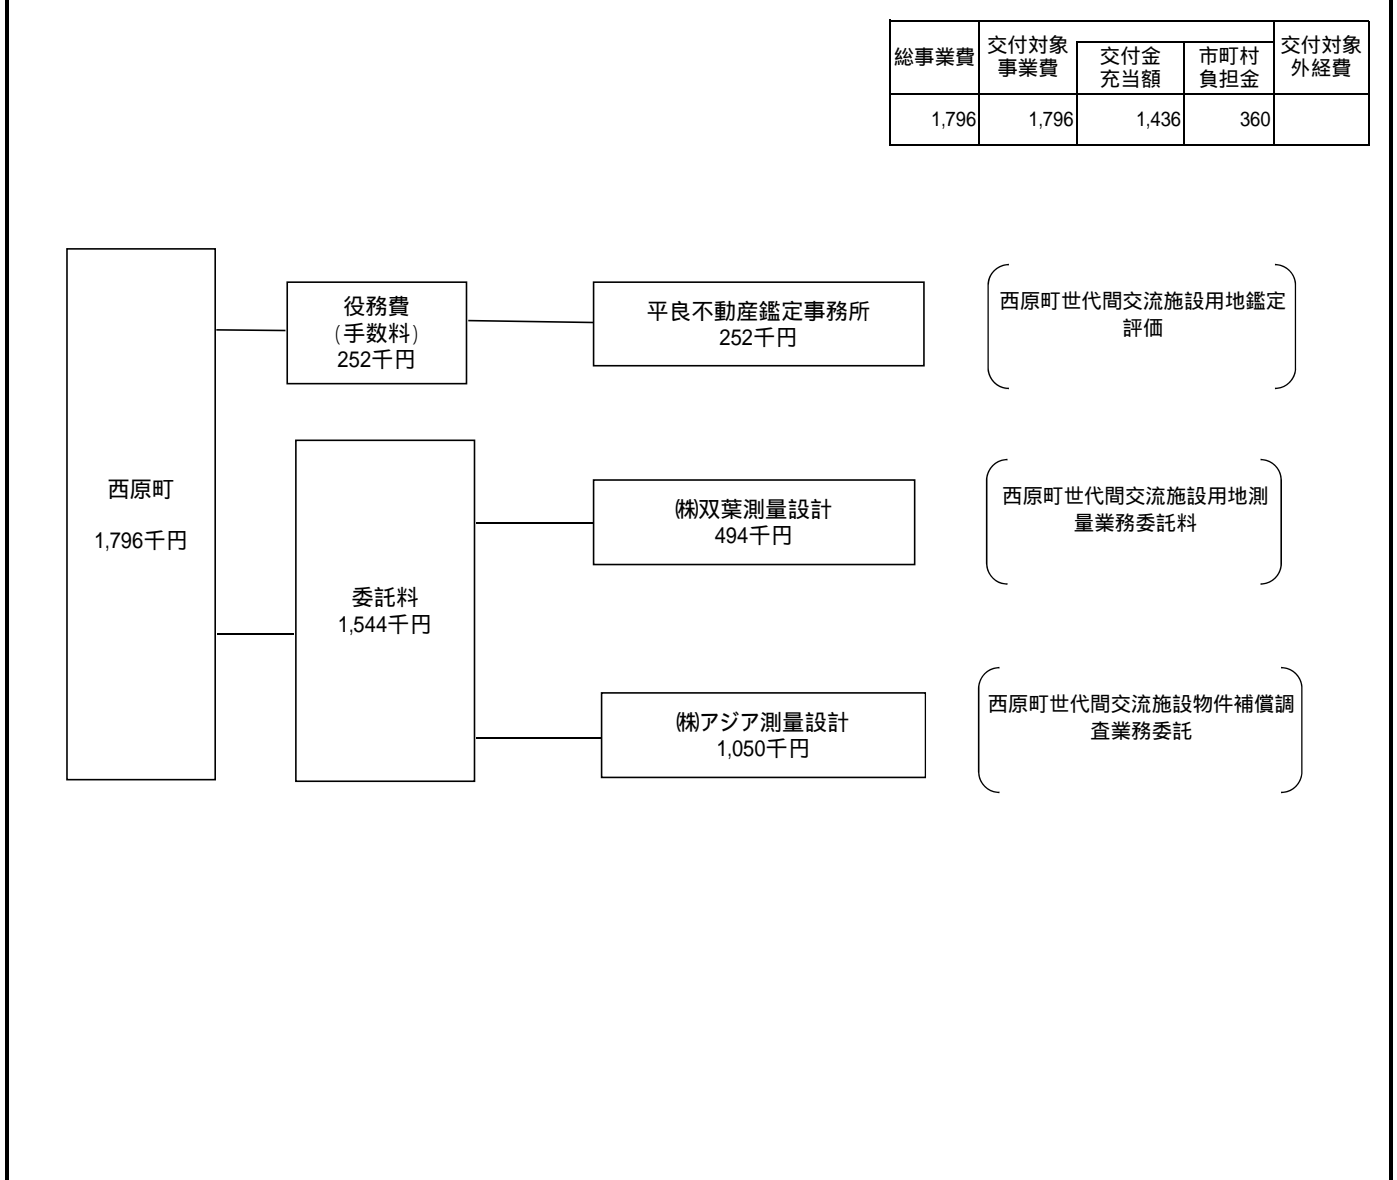 総事業費
交付対象
事業費
交付金
充当額
市町村
負担金
交付対象
外経費
1,796
1,796
1,436
360
西原町
1,796千円
役務費
(手数料)
252千円
平良不動産鑑定事務所
252千円
西原町世代間交流施設用地鑑定
評価
委託料
1,544千円
㈱双葉測量設計
494千円
西原町世代間交流施設用地測
量業務委託料
㈱アジア測量設計
1,050千円
西原町世代間交流施設物件補償調
査業務委託